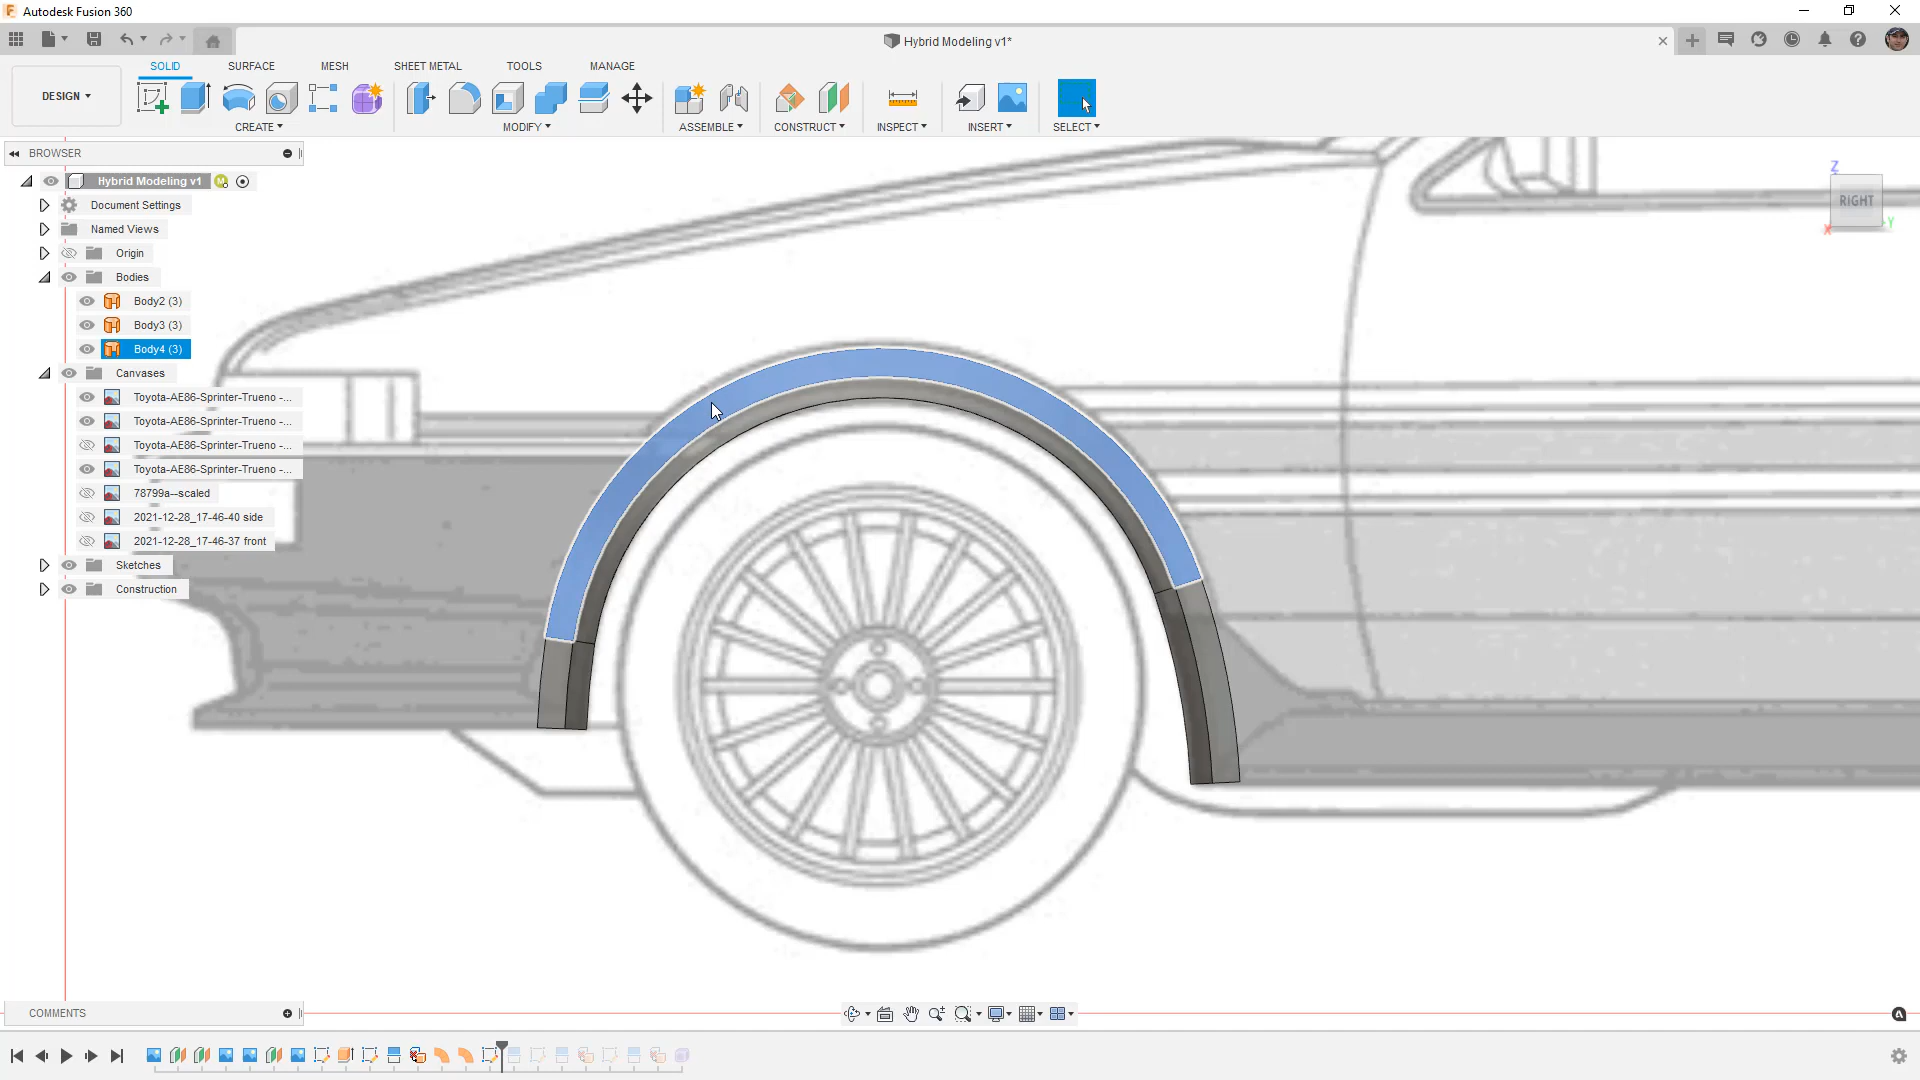 Autodesk Fusion 360
Hybrid Modeling v1*
SOLID SURFACE MESH SHEET METAL TOOLS MANAGE
DESIGN
CREATE MODIFY ASSEMBLE CONSTRUCT INSPECT INSERT SELECT
BROWSER
Hybrid Modeling v1
Document Settings
Named Views
Origin
Bodies
Body2 (3)
Body3 (3)
Body4 (3)
Canvases
Toyota-AE86-Sprinter-Trueno -...
Toyota-AE86-Sprinter-Trueno -...
Toyota-AE86-Sprinter-Trueno -...
Toyota-AE86-Sprinter-Trueno -...
78799a--scaled
2021-12-28_17-46-40 side
2021-12-28_17-46-37 front
Sketches
Construction
Z
RIGHT
X
Y
COMMENTS